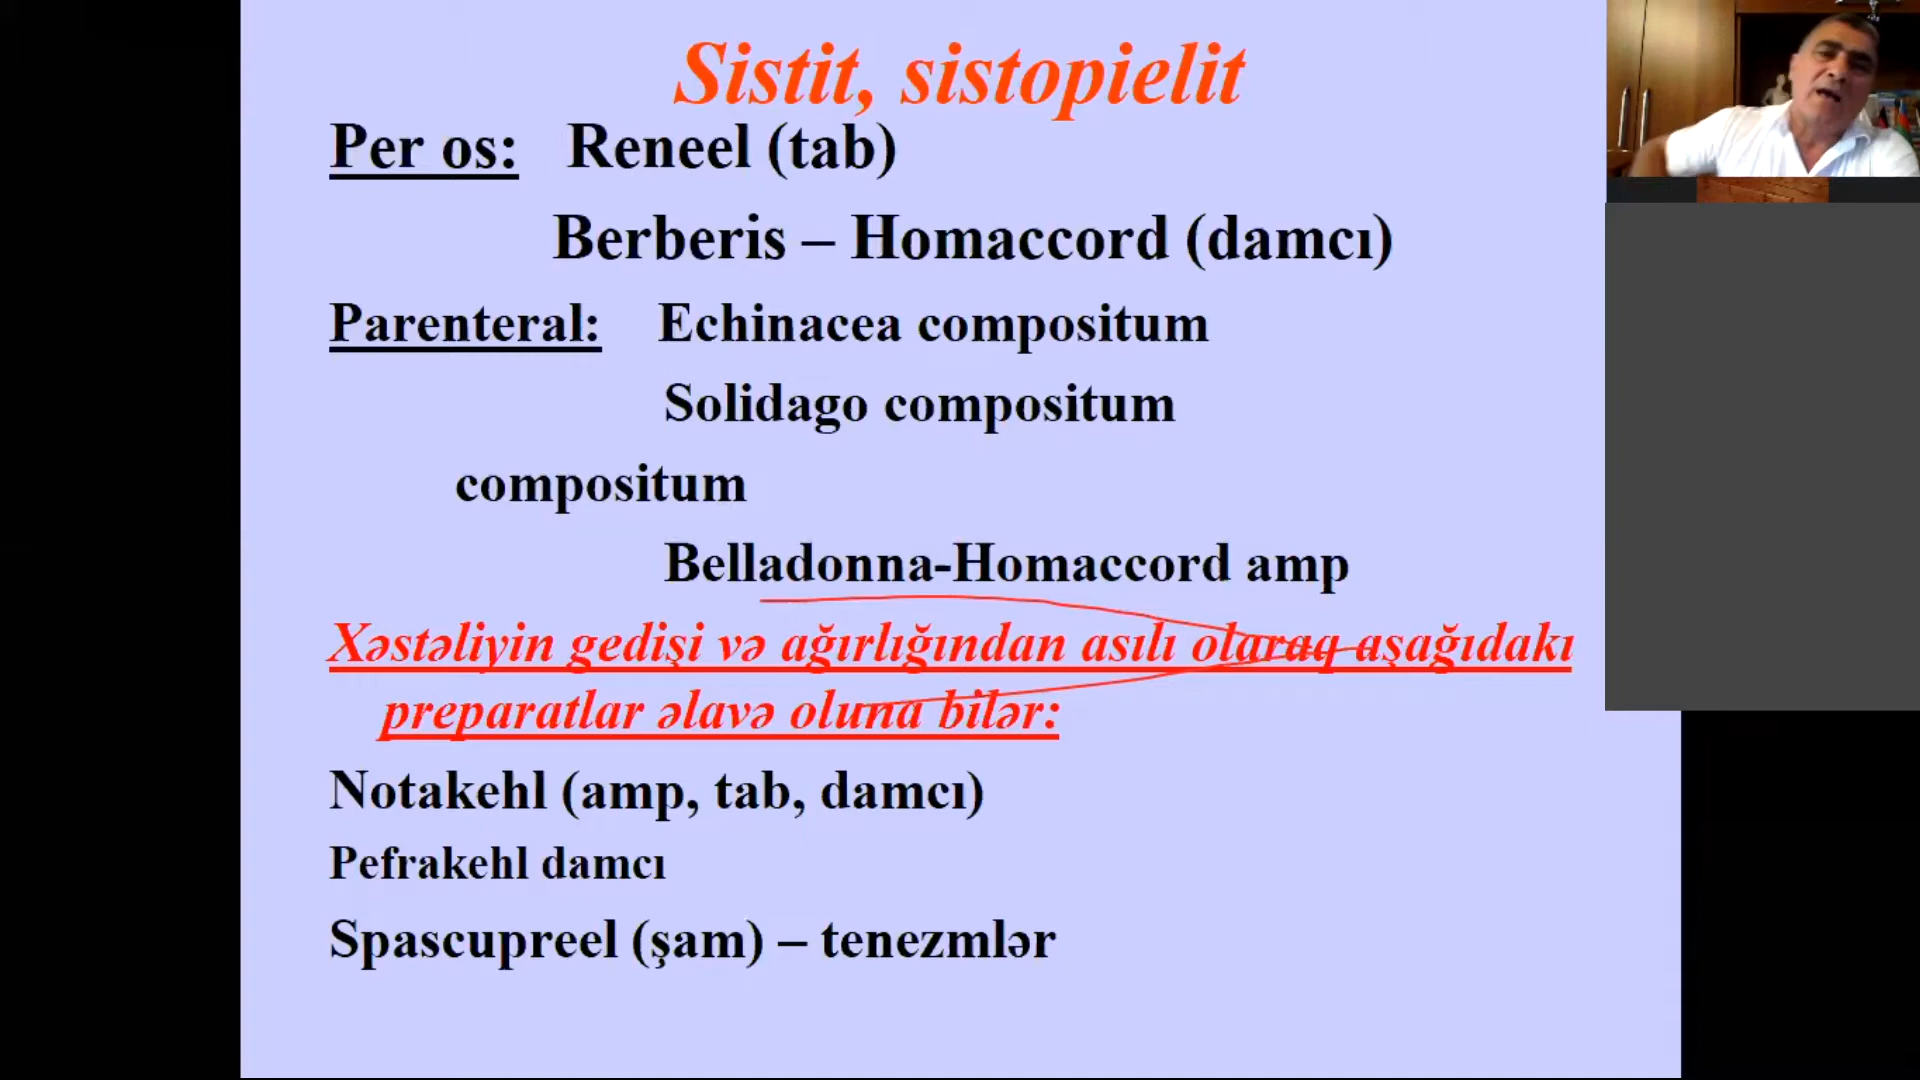 Sistit, sistopielit
Per os: Reneel (tab)
Berberis – Homaccord (damcı)
Parenteral: Echinacea compositum
Solidago compositum
compositum
Belladonna-Homaccord amp
Xəstəliyin gedişi və ağırlığından asılı olaraq aşağıdakı
preparatlar əlavə oluna bilər:
Notakehl (amp, tab, damcı)
Pefrakehl damcı
Spascupreel (şam) – tenezmlər